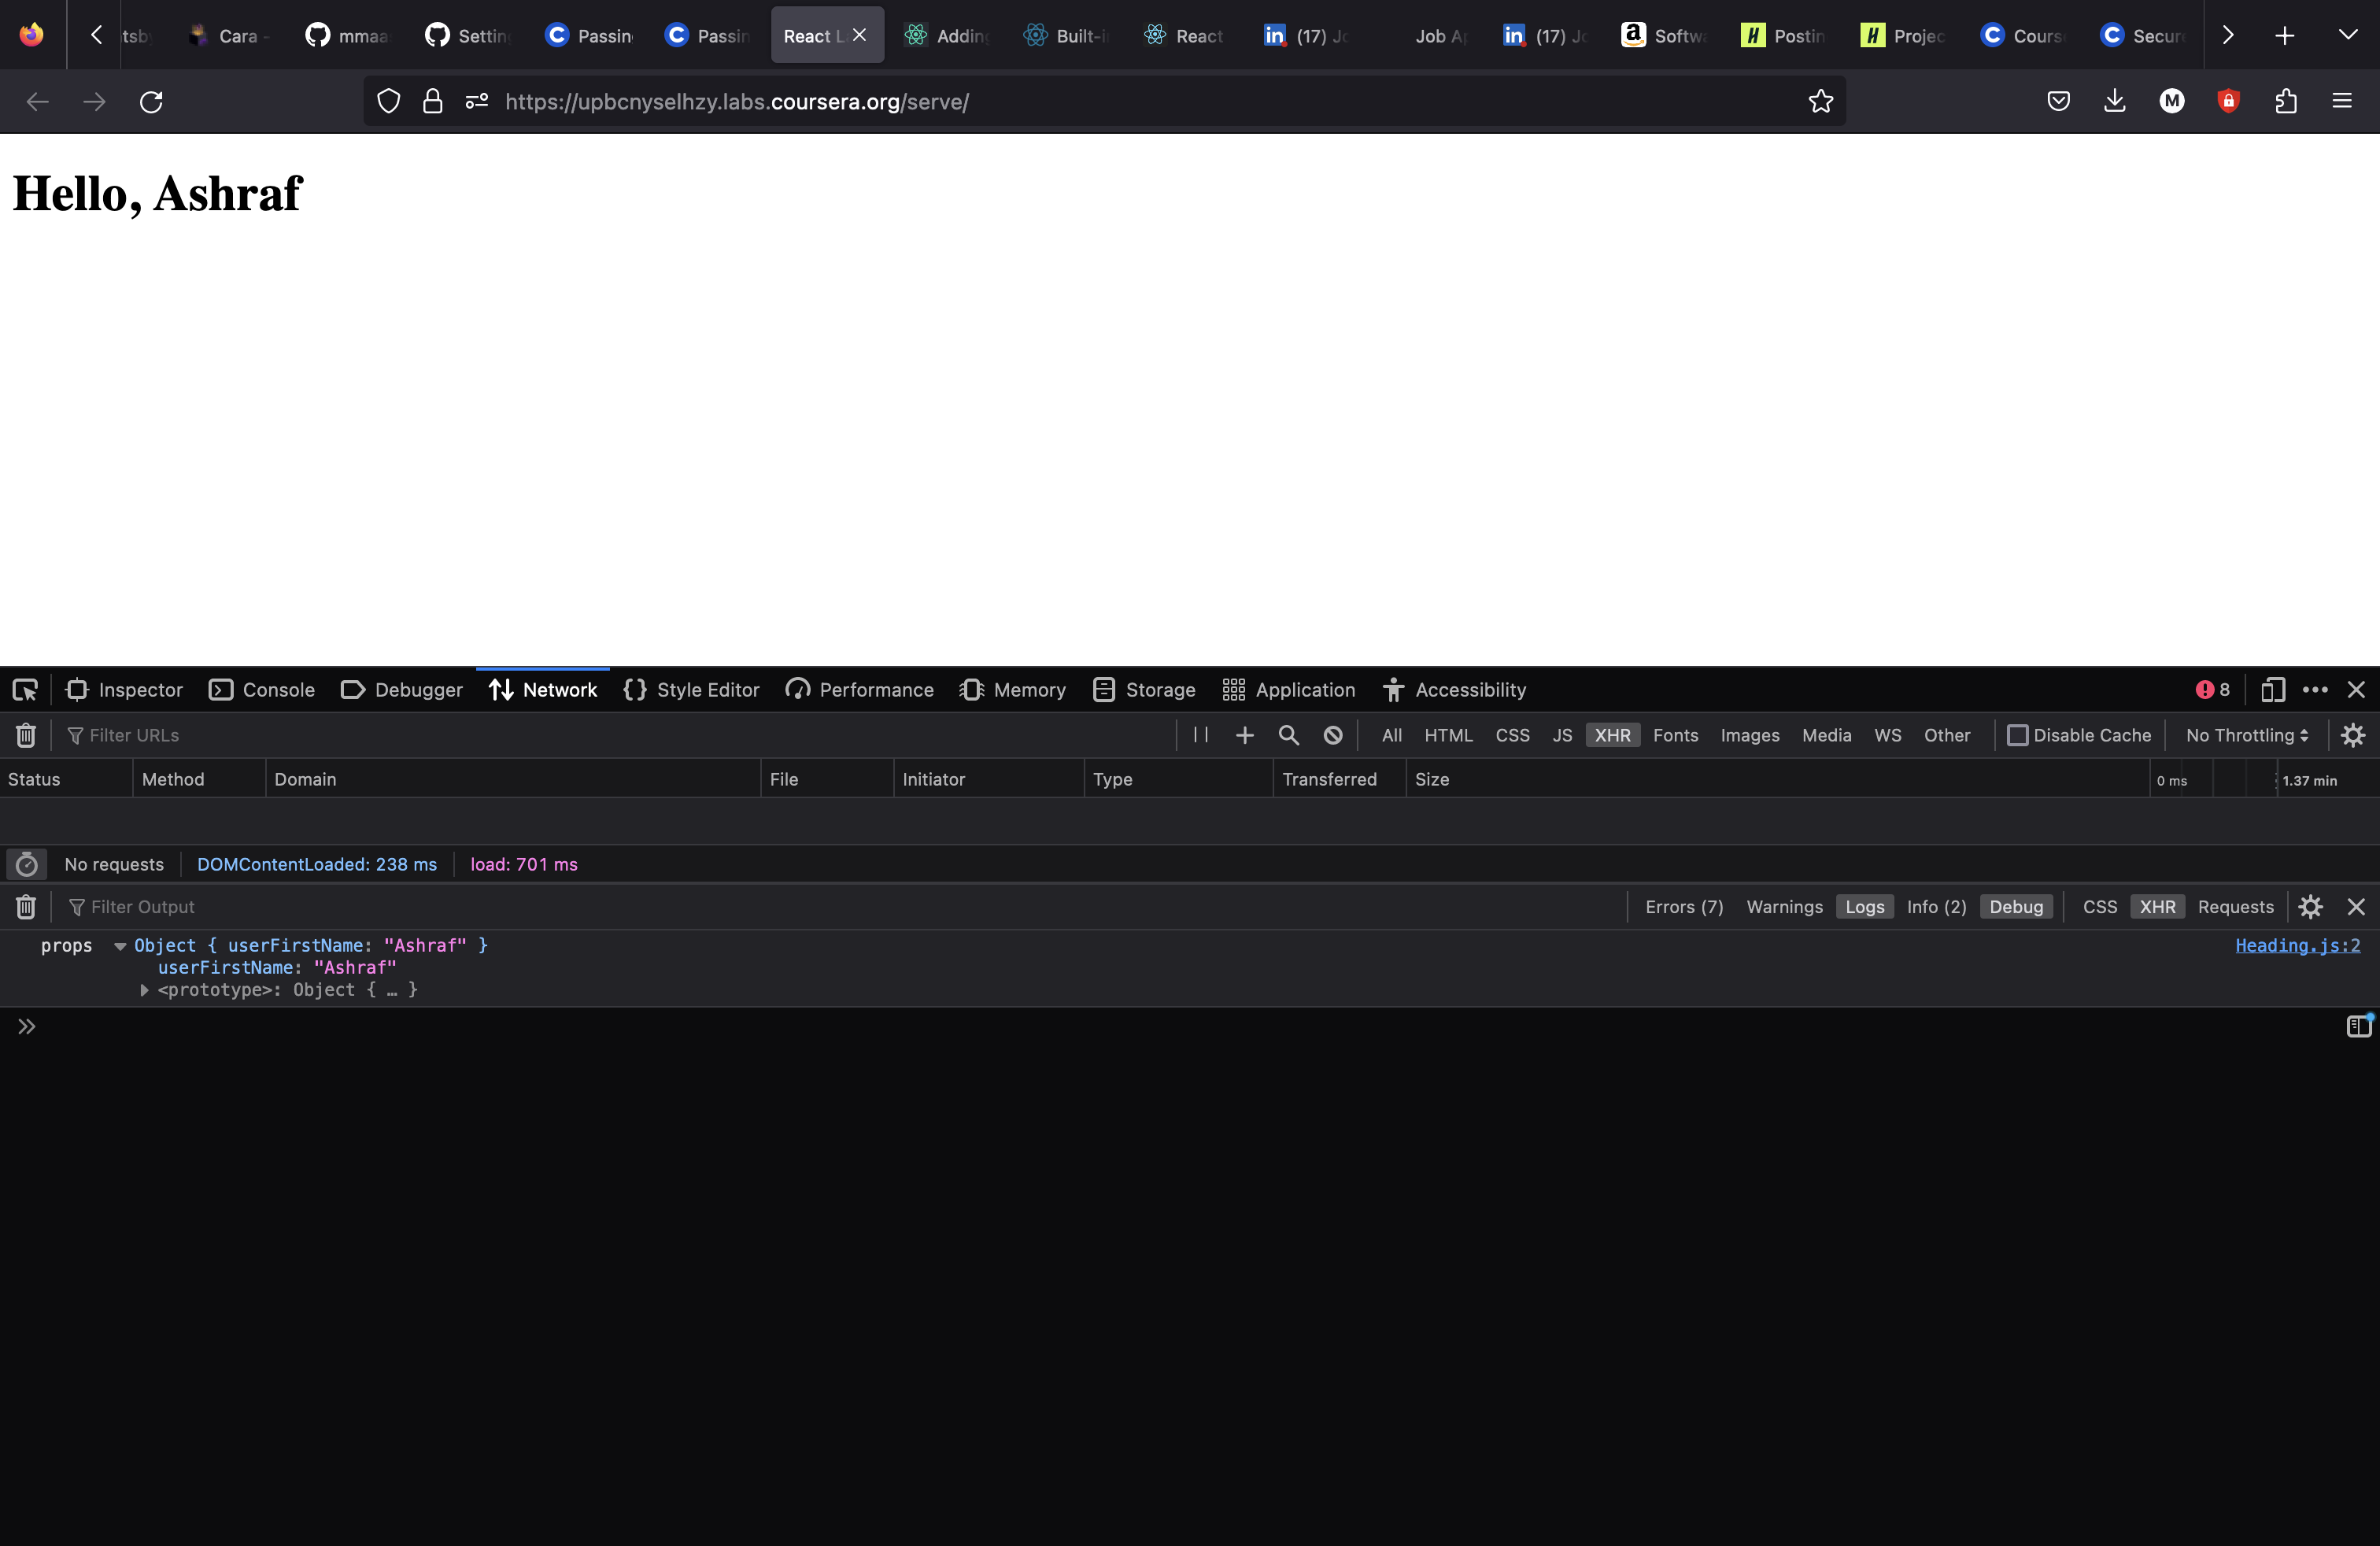 Cara -
mmaa
Settin
Passin
Passin
React L
Adding
Built-i
React
(17) Jo
Job Ap
(17) Jo
Softw
Postin
Projec
Cours
Secure
https://upbcnyselhzy.labs.coursera.org/serve/
Hello, Ashraf
Inspector Console Debugger Network Style Editor Performance Memory Storage Application Accessibility 8
Filter URLs All HTML CSS JS XHR Fonts Images Media WS Other Disable Cache No Throttling
Status Method Domain File Initiator Type Transferred Size 0 ms 1.37 min
No requests DOMContentLoaded: 238 ms load: 701 ms
Filter Output Errors (7) Warnings Logs Info (2) Debug CSS XHR Requests
props Object { userFirstName: "Ashraf" } Heading.js:2
userFirstName: "Ashraf"
<prototype>: Object { … }